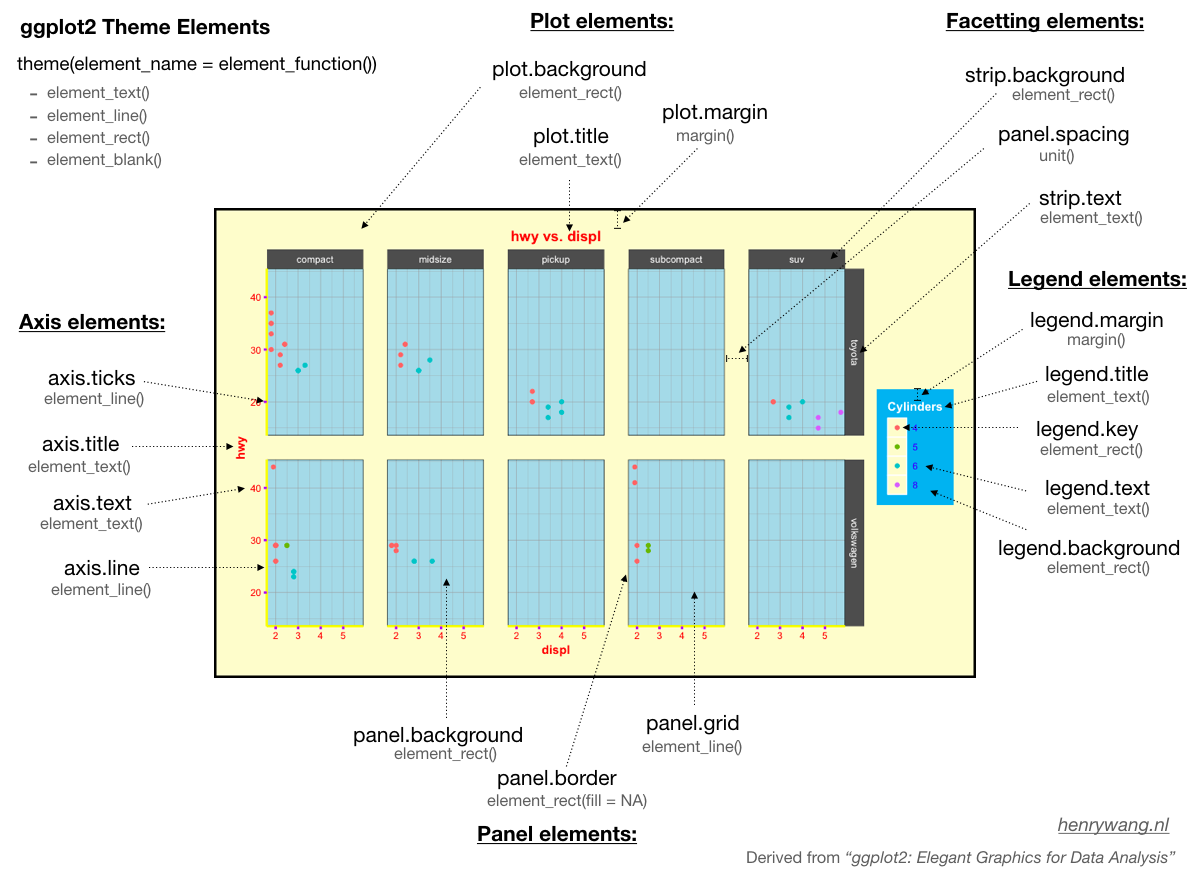 ggplot2 Theme Elements
theme(element_name = element_function())
– element_text()
– element_line()
– element_rect()
– element_blank()
Plot elements:
plot.background
element_rect()
plot.title
element_text()
plot.margin
margin()
Facetting elements:
strip.background
element_rect()
panel.spacing
unit()
strip.text
element_text()
Legend elements:
legend.margin
margin()
legend.title
element_text()
legend.key
element_rect()
legend.text
element_text()
legend.background
element_rect()
Axis elements:
axis.ticks
element_line()
axis.title
element_text()
axis.text
element_text()
axis.line
element_line()
hwy vs. displ
compact midsize pickup subcompact suv
40
30
20
toyota
hwy
40
30
20
volkswagen
2 3 4 5 2 3 4 5 2 3 4 5 2 3 4 5 2 3 4 5
displ
Cylinders
4
5
6
8
panel.background
element_rect()
panel.border
element_rect(fill = NA)
panel.grid
element_line()
Panel elements:
henrywang.nl
Derived from “ggplot2: Elegant Graphics for Data Analysis”